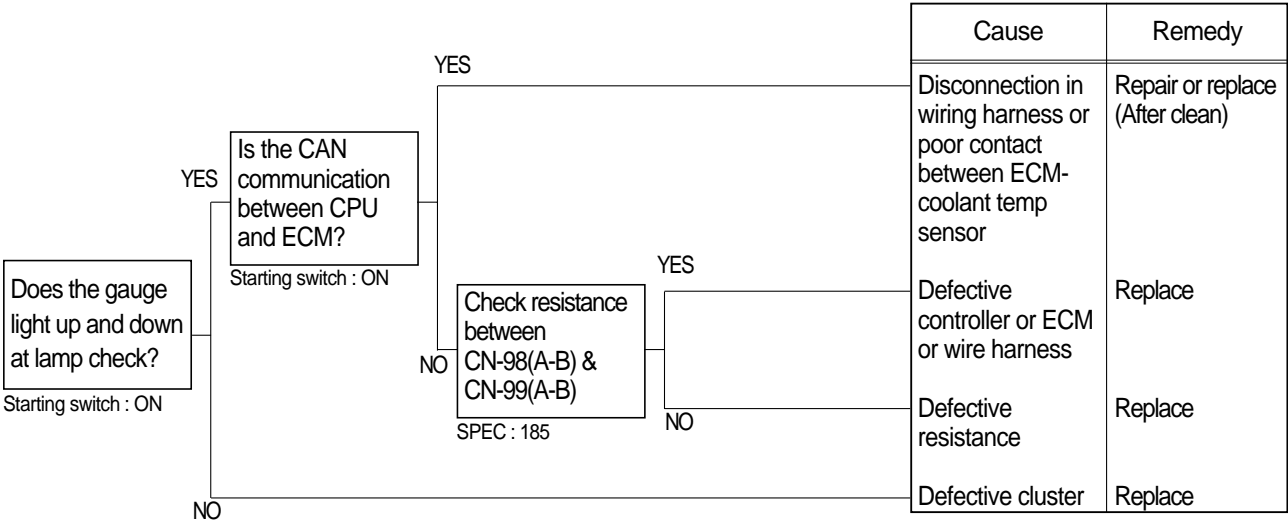 Cause
Remedy
YES
Disconnection in
wiring harness or
poor contact
between ECM-
coolant temp
sensor
Repair or replace
(After clean)
YES
Is the CAN
communication
between CPU
and ECM?
Starting switch : ON
Does the gauge
light up and down
at lamp check?
Starting switch : ON
NO
Check resistance
between
CN-98(A-B) &
CN-99(A-B)
SPEC : 185
YES
Defective
controller or ECM
or wire harness
Replace
NO
Defective
resistance
Replace
NO
Defective cluster
Replace